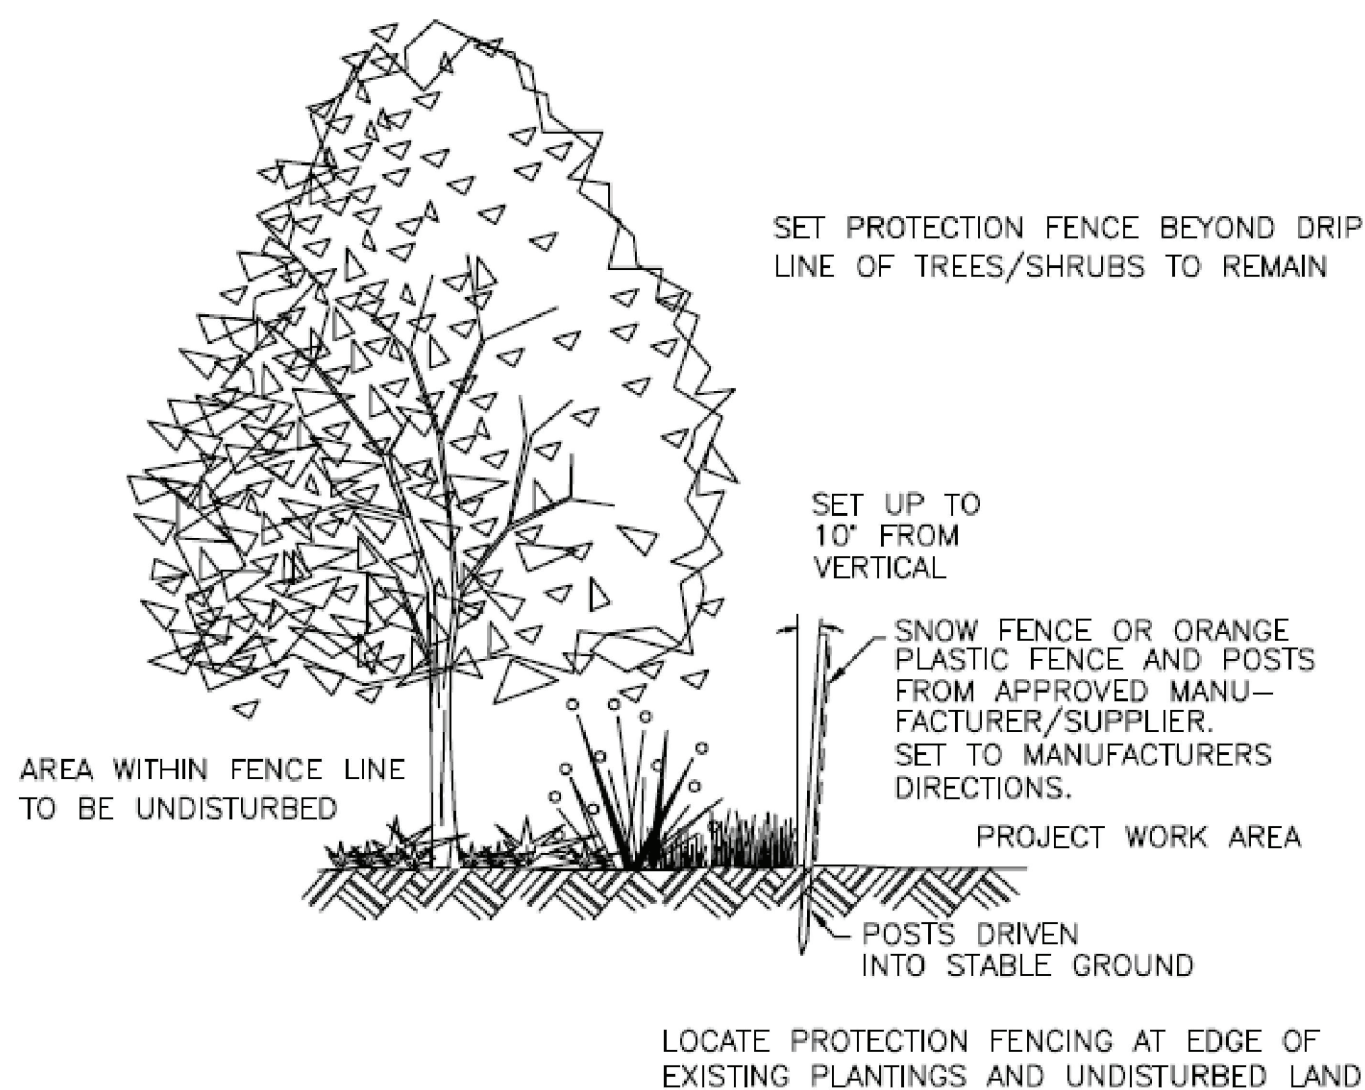 SET PROTECTION FENCE BEYOND DRIP
LINE OF TREES/SHRUBS TO REMAIN
SET UP TO
10° FROM
VERTICAL
SNOW FENCE OR ORANGE
PLASTIC FENCE AND POSTS
FROM APPROVED MANU-
FACTURER/SUPPLIER.
SET TO MANUFACTURERS
DIRECTIONS.
AREA WITHIN FENCE LINE
TO BE UNDISTURBED
PROJECT WORK AREA
POSTS DRIVEN
INTO STABLE GROUND
LOCATE PROTECTION FENCING AT EDGE OF
EXISTING PLANTINGS AND UNDISTURBED LAND